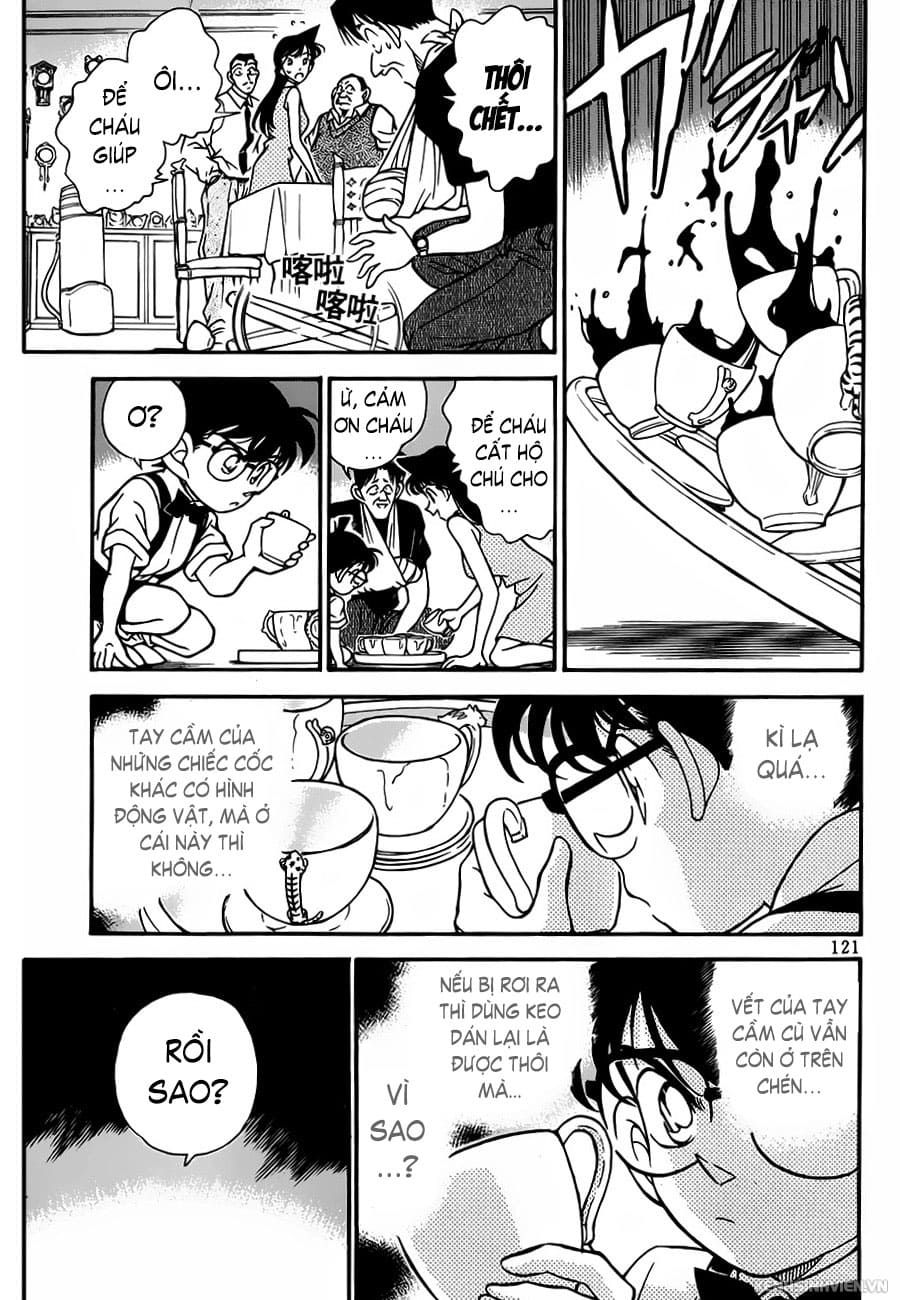 ガガ
THÔI
CHẾT...
ÔI...
ĐỂ
CHÁU
GIÚP
...
喀啦
喀啦
ĐỂ CHÁU
CẤT HỘ
CHÚ CHO
...
Ừ, CẢM
ƠN CHÁU
...
Ơ?
KÌ LẠ
QUÁ...
TAY CẦM CỦA
NHỮNG CHIẾC CỐC
KHÁC CÓ HÌNH
ĐỘNG VẬT, MÀ Ở
CÁI NÀY THÌ
KHÔNG...
121
VẾT CỦA TAY
CẦM CŨ VẪN
CÒN Ở TRÊN
CHÉN...
NẾU BỊ RƠI RA
THÌ DÙNG KEO
DÁN LẠI LÀ
ĐƯỢC THÔI
MÀ...
VÌ
SAO
...?
RỒI
SAO?